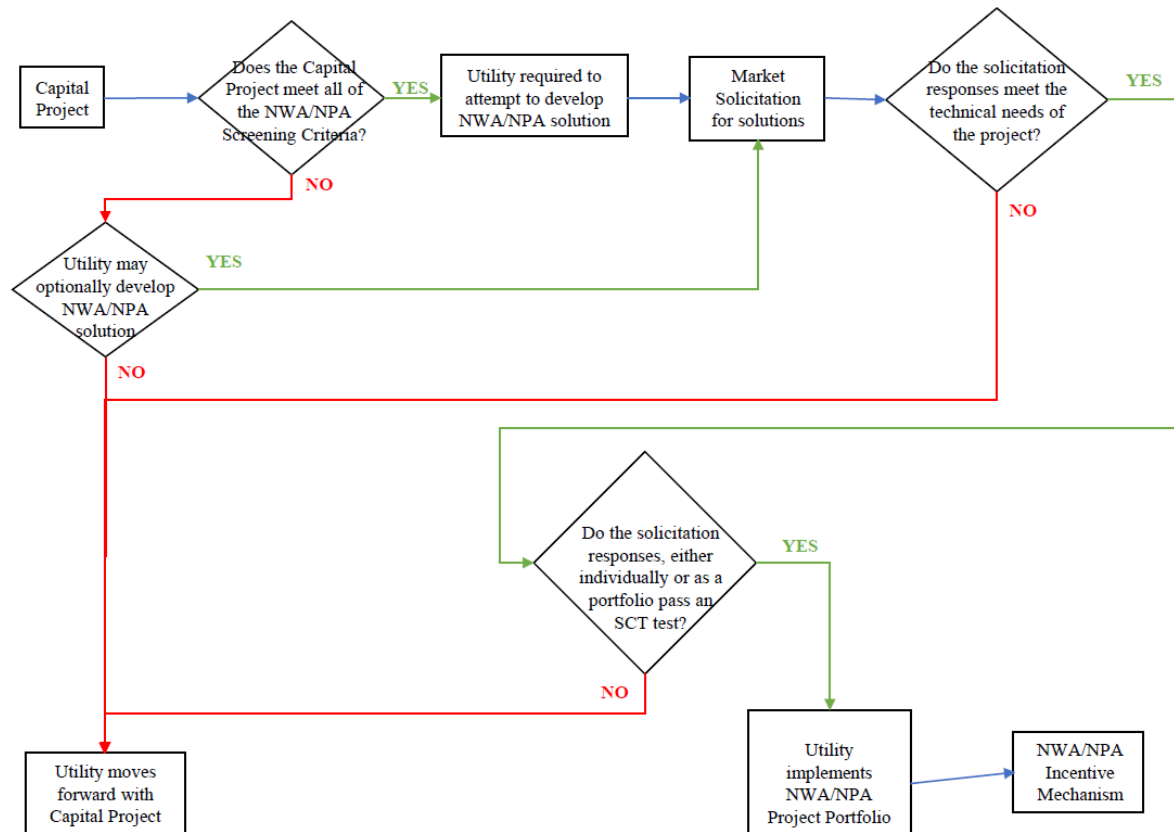 Capital
Project
Does the Capital
Project meet all of
the NWA/NPA
Screening Criteria?
YES
Utility required to
attempt to develop
NWA/NPA solution
Market
Solicitation
for solutions
Do the solicitation
responses meet the
technical needs of
the project?
YES
NO
NO
Utility may
optionally develop
NWA/NPA
solution
YES
NO
Do the solicitation
responses, either
individually or as a
portfolio pass an
SCT test?
YES
NO
Utility moves
forward with
Capital Project
Utility
implements
NWA/NPA
Project Portfolio
NWA/NPA
Incentive
Mechanism